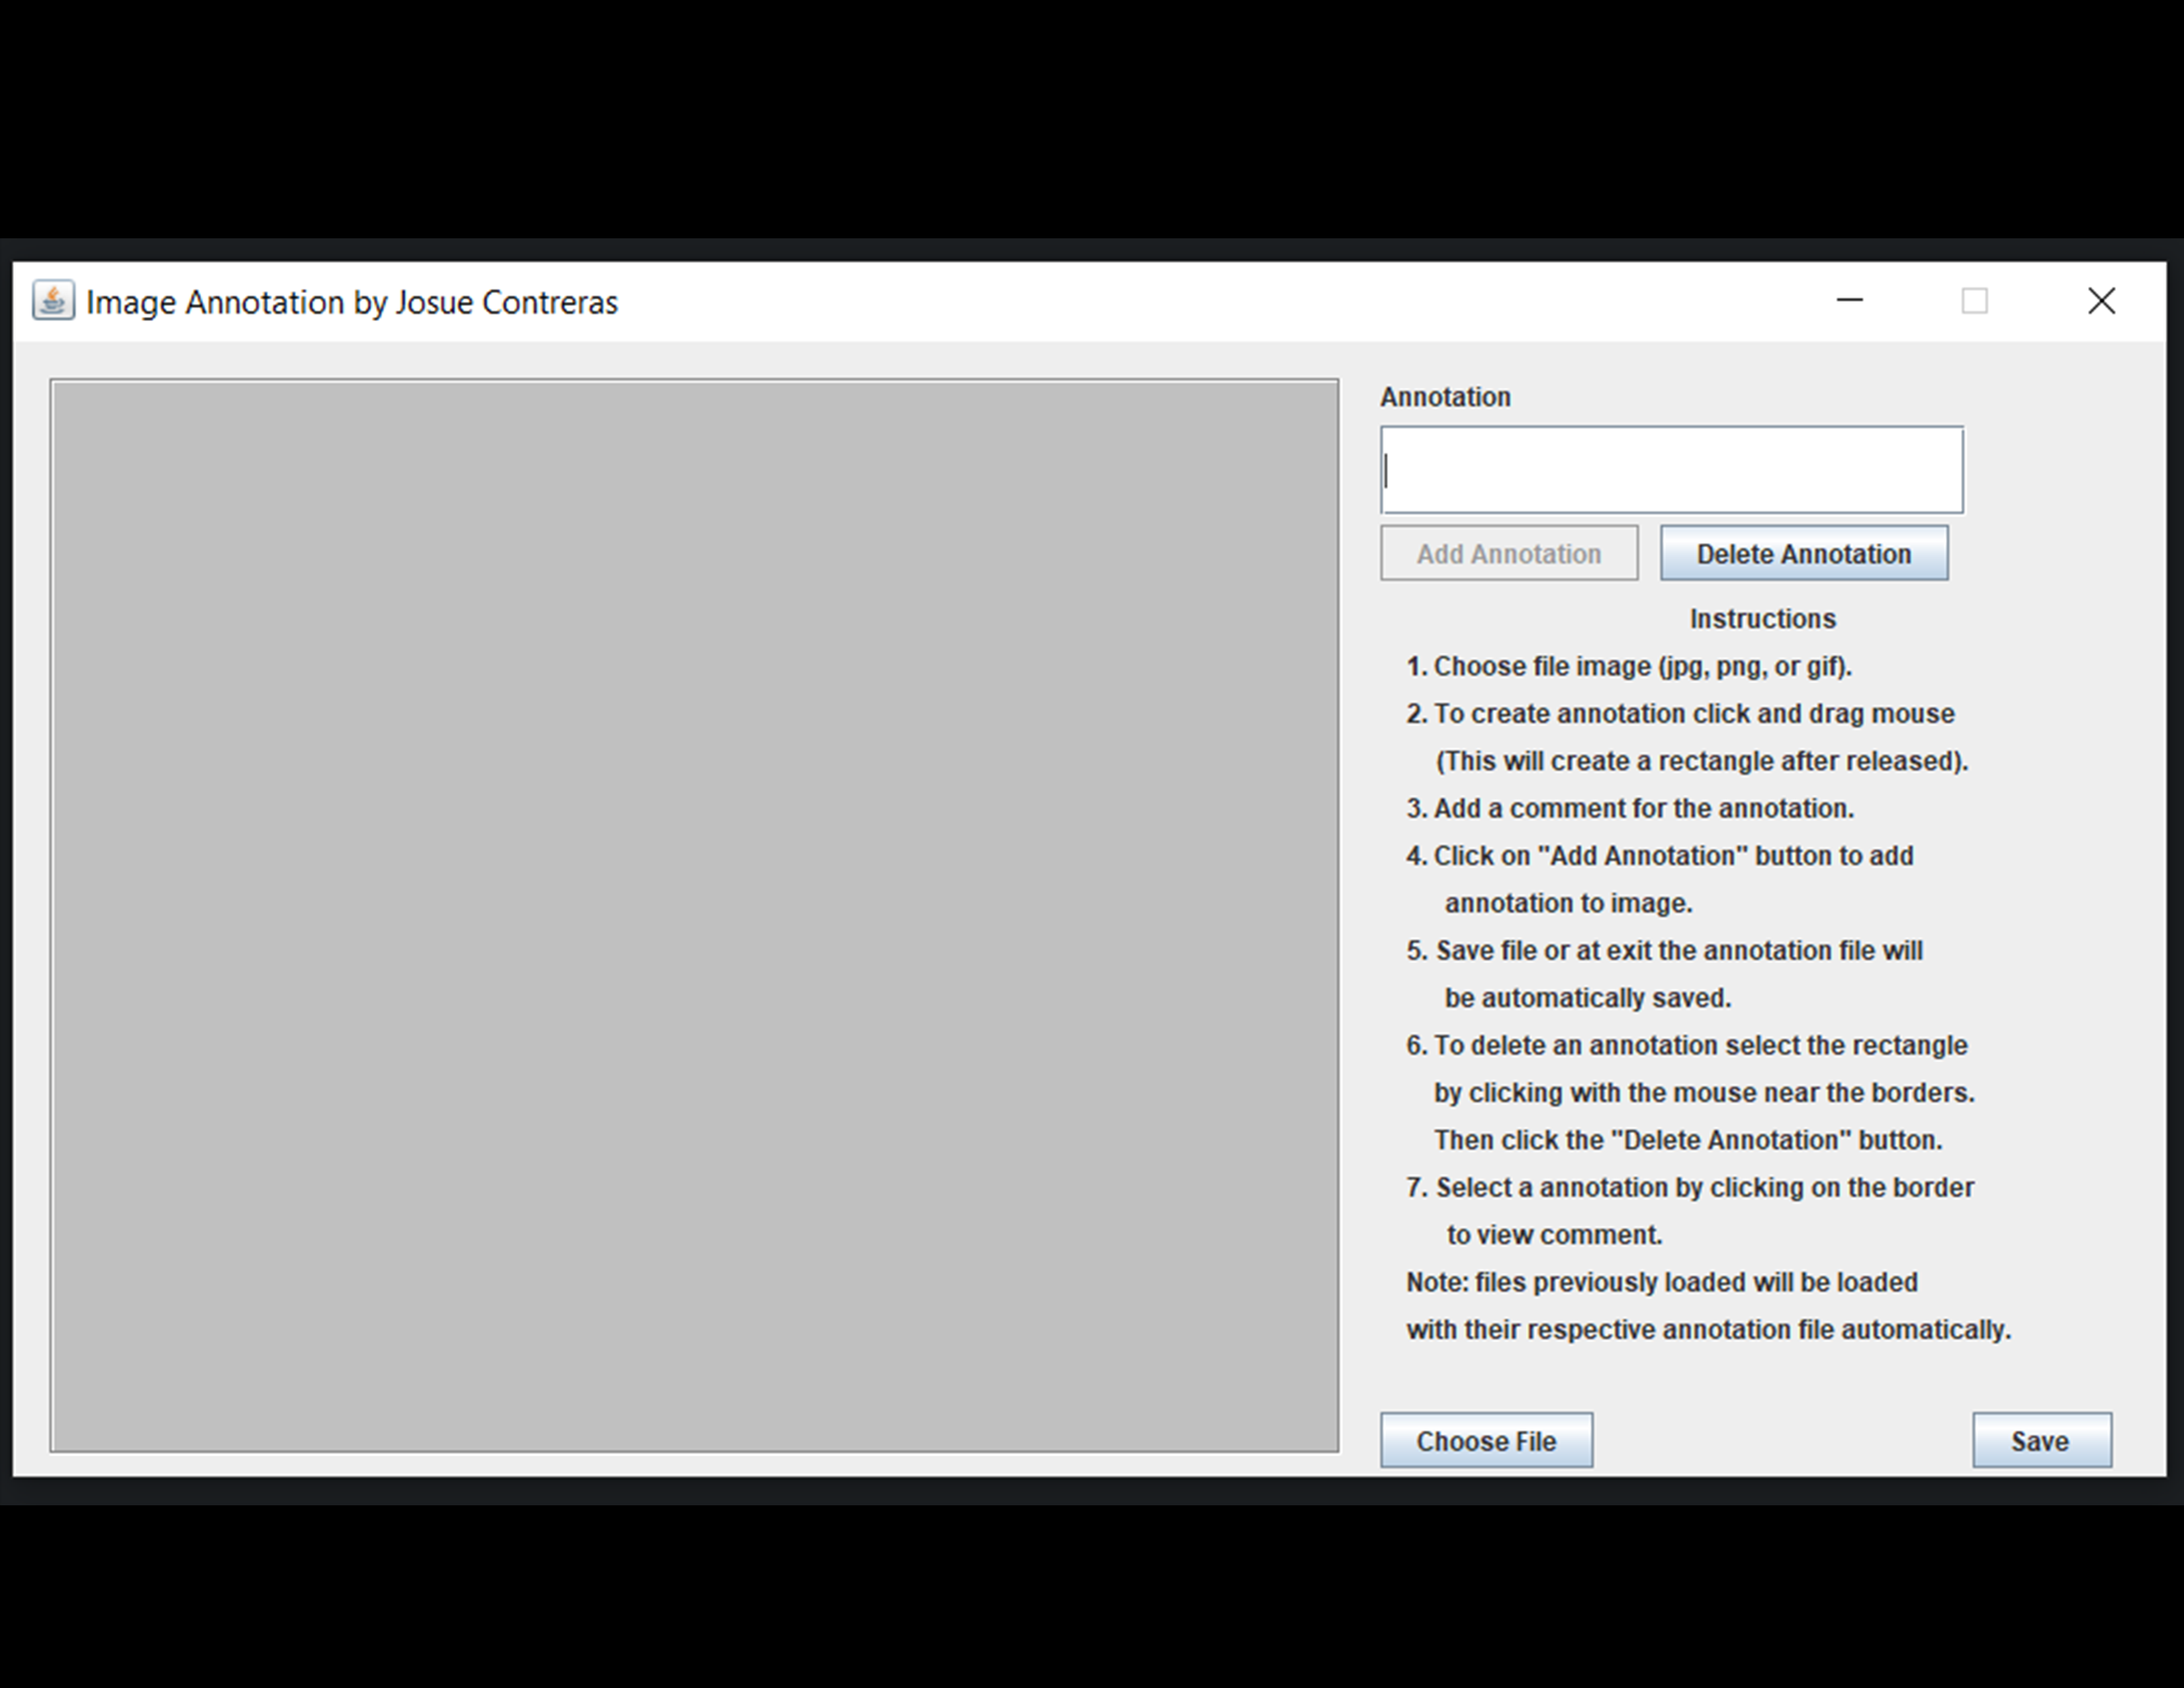 Image Annotation by Josue Contreras
Annotation
Add Annotation
Delete Annotation
Instructions
1. Choose file image (jpg, png, or gif).
2. To create annotation click and drag mouse
(This will create a rectangle after released).
3. Add a comment for the annotation.
4. Click on "Add Annotation" button to add
annotation to image.
5. Save file or at exit the annotation file will
be automatically saved.
6. To delete an annotation select the rectangle
by clicking with the mouse near the borders.
Then click the "Delete Annotation" button.
7. Select a annotation by clicking on the border
to view comment.
Note: files previously loaded will be loaded
with their respective annotation file automatically.
Choose File
Save